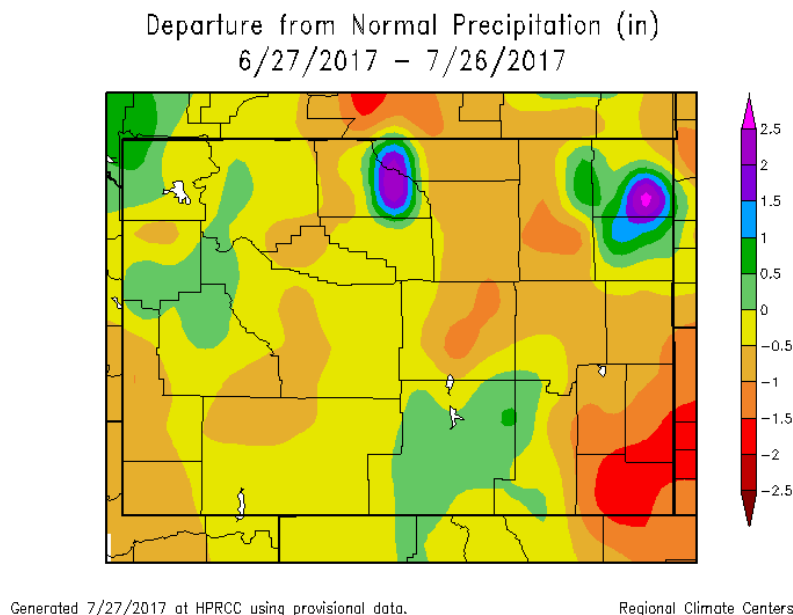 Departure from Normal Precipitation (in)
6/27/2017 – 7/26/2017
2.5
2
1.5
1
0.5
0
−0.5
−1
−1.5
−2
−2.5
Generated 7/27/2017 at HPRCC using provisional data.
Regional Climate Centers